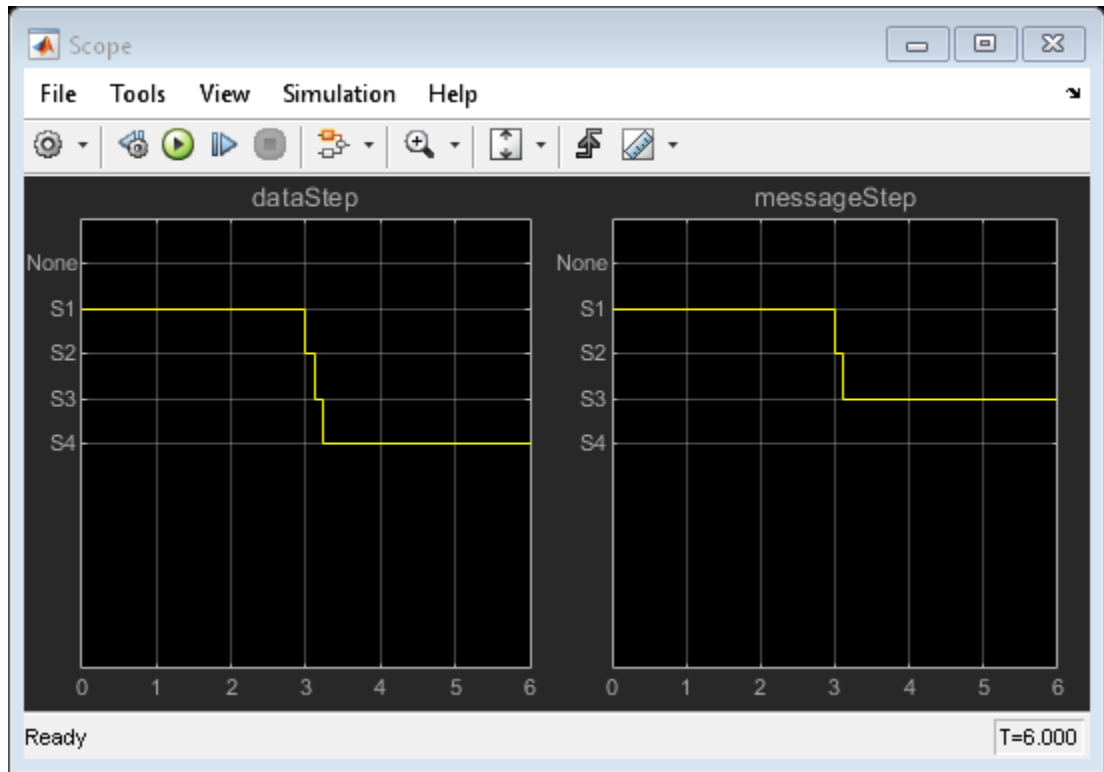 Scope
File Tools View Simulation Help
dataStep
None
S1
S2
S3
S4
0 1 2 3 4 5 6
messageStep
None
S1
S2
S3
S4
0 1 2 3 4 5 6
Ready T=6.000